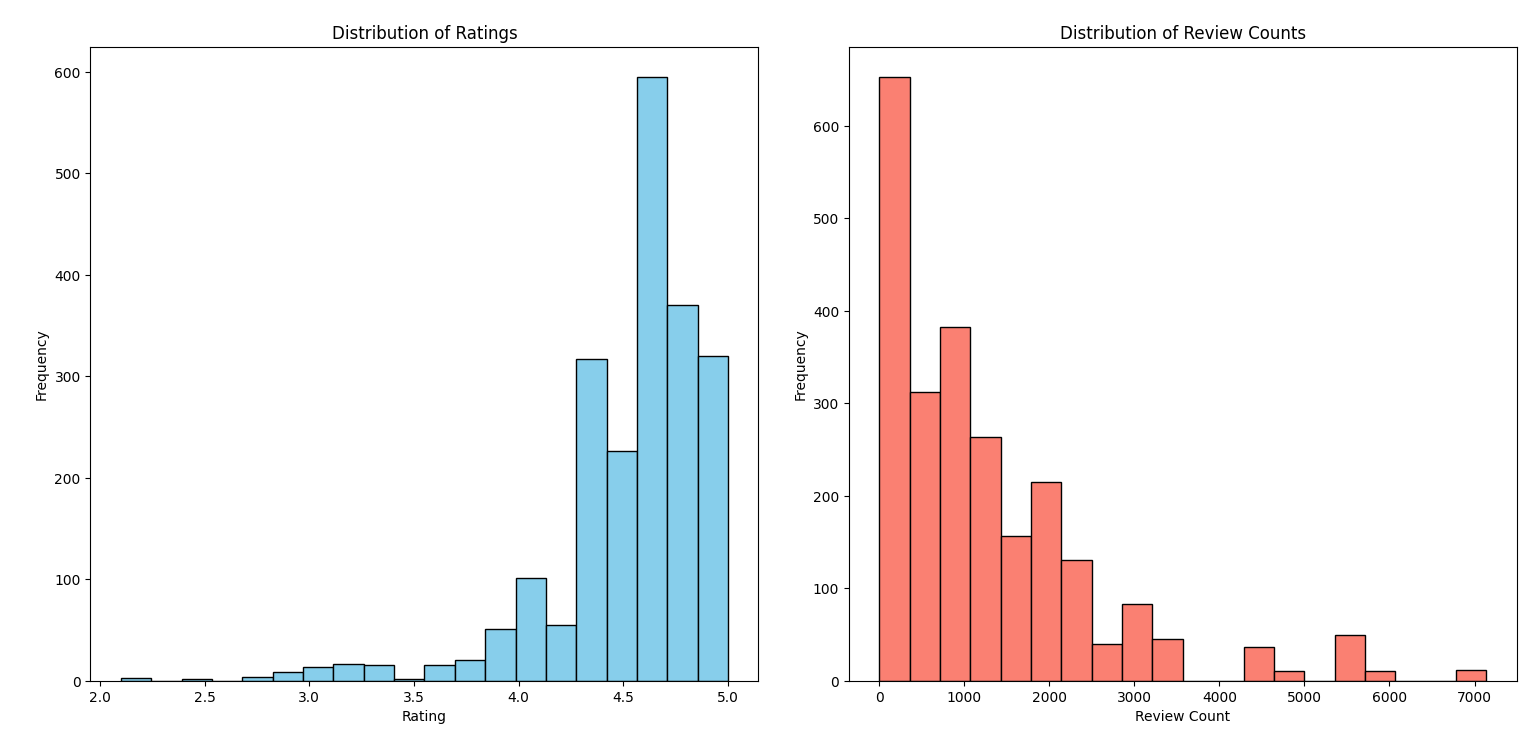 Distribution of Ratings
Frequency
600
500
400
300
200
100
0
2.0 2.5 3.0 3.5 4.0 4.5 5.0
Rating
Distribution of Review Counts
Frequency
600
500
400
300
200
100
0
0 1000 2000 3000 4000 5000 6000 7000
Review Count